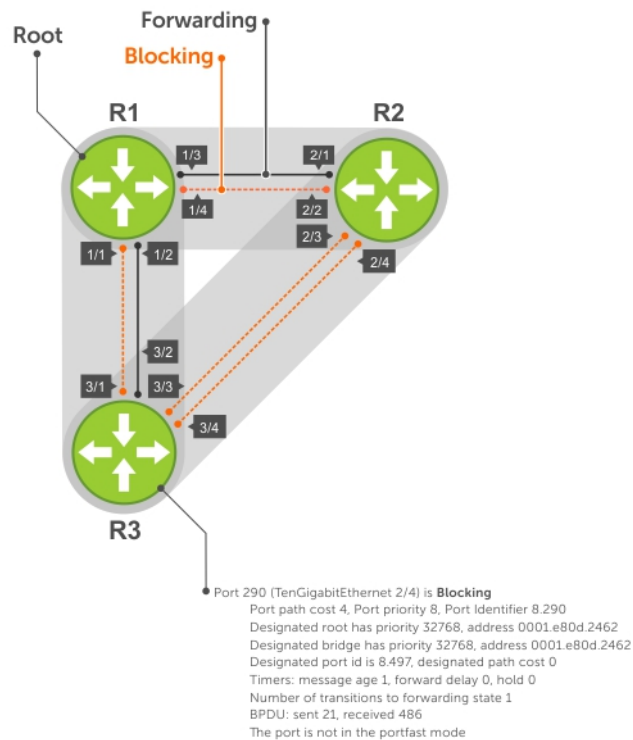 Forwarding
Root
Blocking
R1
R2
1/3
2/1
1/4
2/2
2/3
1/1
1/2
2/4
3/2
3/1
3/3
3/4
R3
Port 290 (TenGigabitEthernet 2/4) is Blocking
Port path cost 4, Port priority 8, Port Identifier 8.290
Designated root has priority 32768, address 0001.e80d.2462
Designated bridge has priority 32768, address 0001.e80d.2462
Designated port id is 8.497, designated path cost 0
Timers: message age 1, forward delay 0, hold 0
Number of transitions to forwarding state 1
BPDU: sent 21, received 486
The port is not in the portfast mode